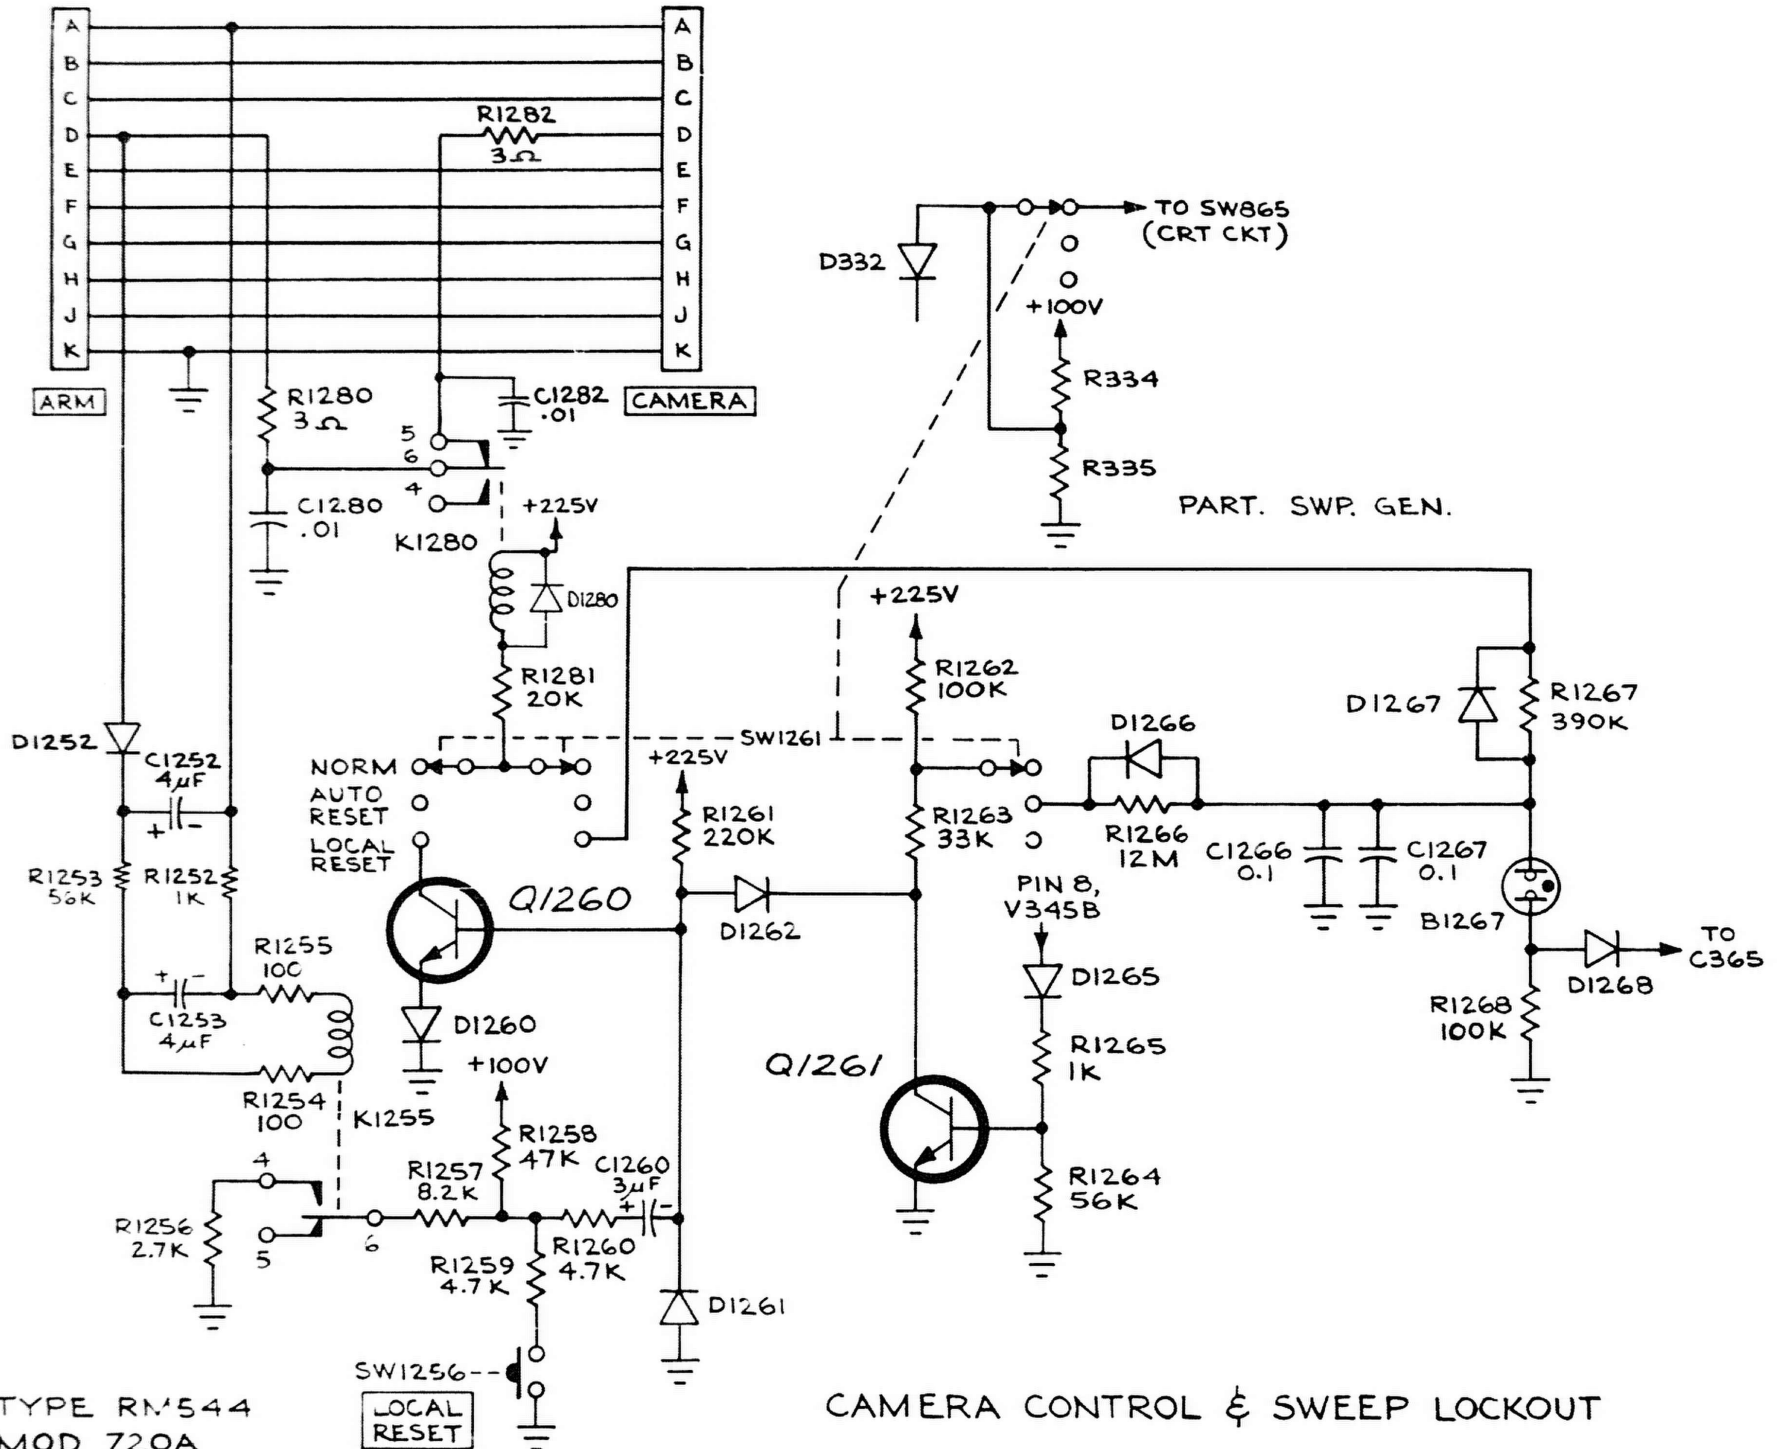 A A
B B
C C
R1282
D D
3Ω
E E
F F
G G
H H
J J
K K
ARM
CAMERA
R1280
3Ω
C1282
.01
5
6
4
C1280
.01
K1280
+225V
D1280
R1281
20K
D332
TO SW865
(CRT CKT)
+100V
R334
R335
PART. SWP. GEN.
+225V
R1262
100K
D1267
R1267
390K
D1252
C1252
4µF
+ -
NORM
AUTO
RESET
LOCAL
RESET
SW1261
+225V
R1261
220K
R1263
33K
D1266
R1266
12M
C1266
0.1
C1267
0.1
R1253
56K
R1252
1K
Q1260
D1262
PIN 8,
V345B
B1267
TO
C365
D1268
D1265
R1268
100K
R1255
100
+ -
C1253
4µF
D1260
R1265
1K
Q1261
+100V
R1254
100
K1255
R1258
47K
R1257
8.2K
C1260
3µF
+ -
R1264
56K
4
R1256
2.7K
5
6
R1259
4.7K
R1260
4.7K
D1261
SW1256
LOCAL
RESET
TYPE RM544
MOD 720A
CAMERA CONTROL & SWEEP LOCKOUT